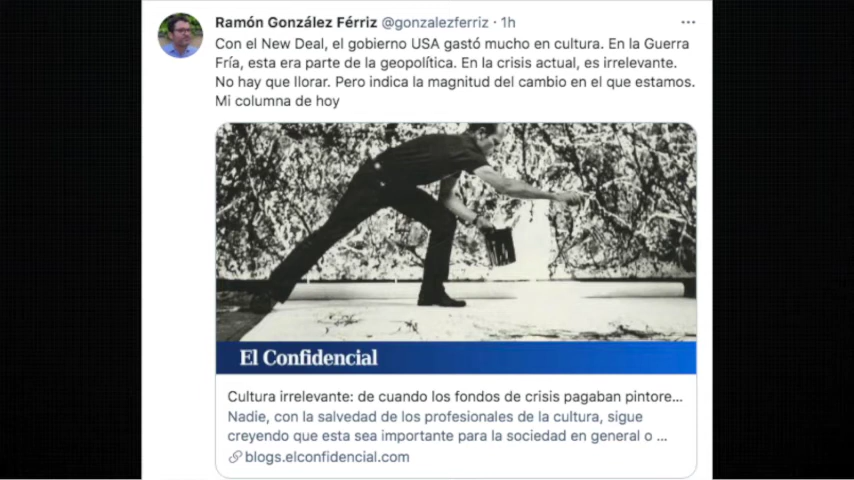 Ramón González Férriz @gonzalezferriz · 1h
Con el New Deal, el gobierno USA gastó mucho en cultura. En la Guerra
Fría, esta era parte de la geopolítica. En la crisis actual, es irrelevante.
No hay que llorar. Pero indica la magnitud del cambio en el que estamos.
Mi columna de hoy
El Confidencial
Cultura irrelevante: de cuando los fondos de crisis pagaban pintore...
Nadie, con la salvedad de los profesionales de la cultura, sigue
creyendo que esta sea importante para la sociedad en general o ...
blogs.elconfidencial.com